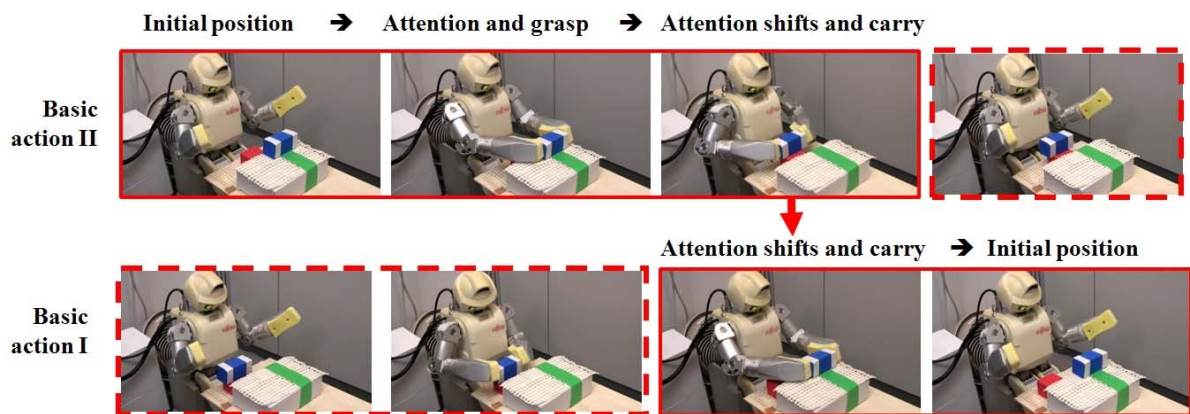 Initial position ➔ Attention and grasp ➔ Attention shifts and carry
Basic
action II
Attention shifts and carry ➔ Initial position
Basic
action I